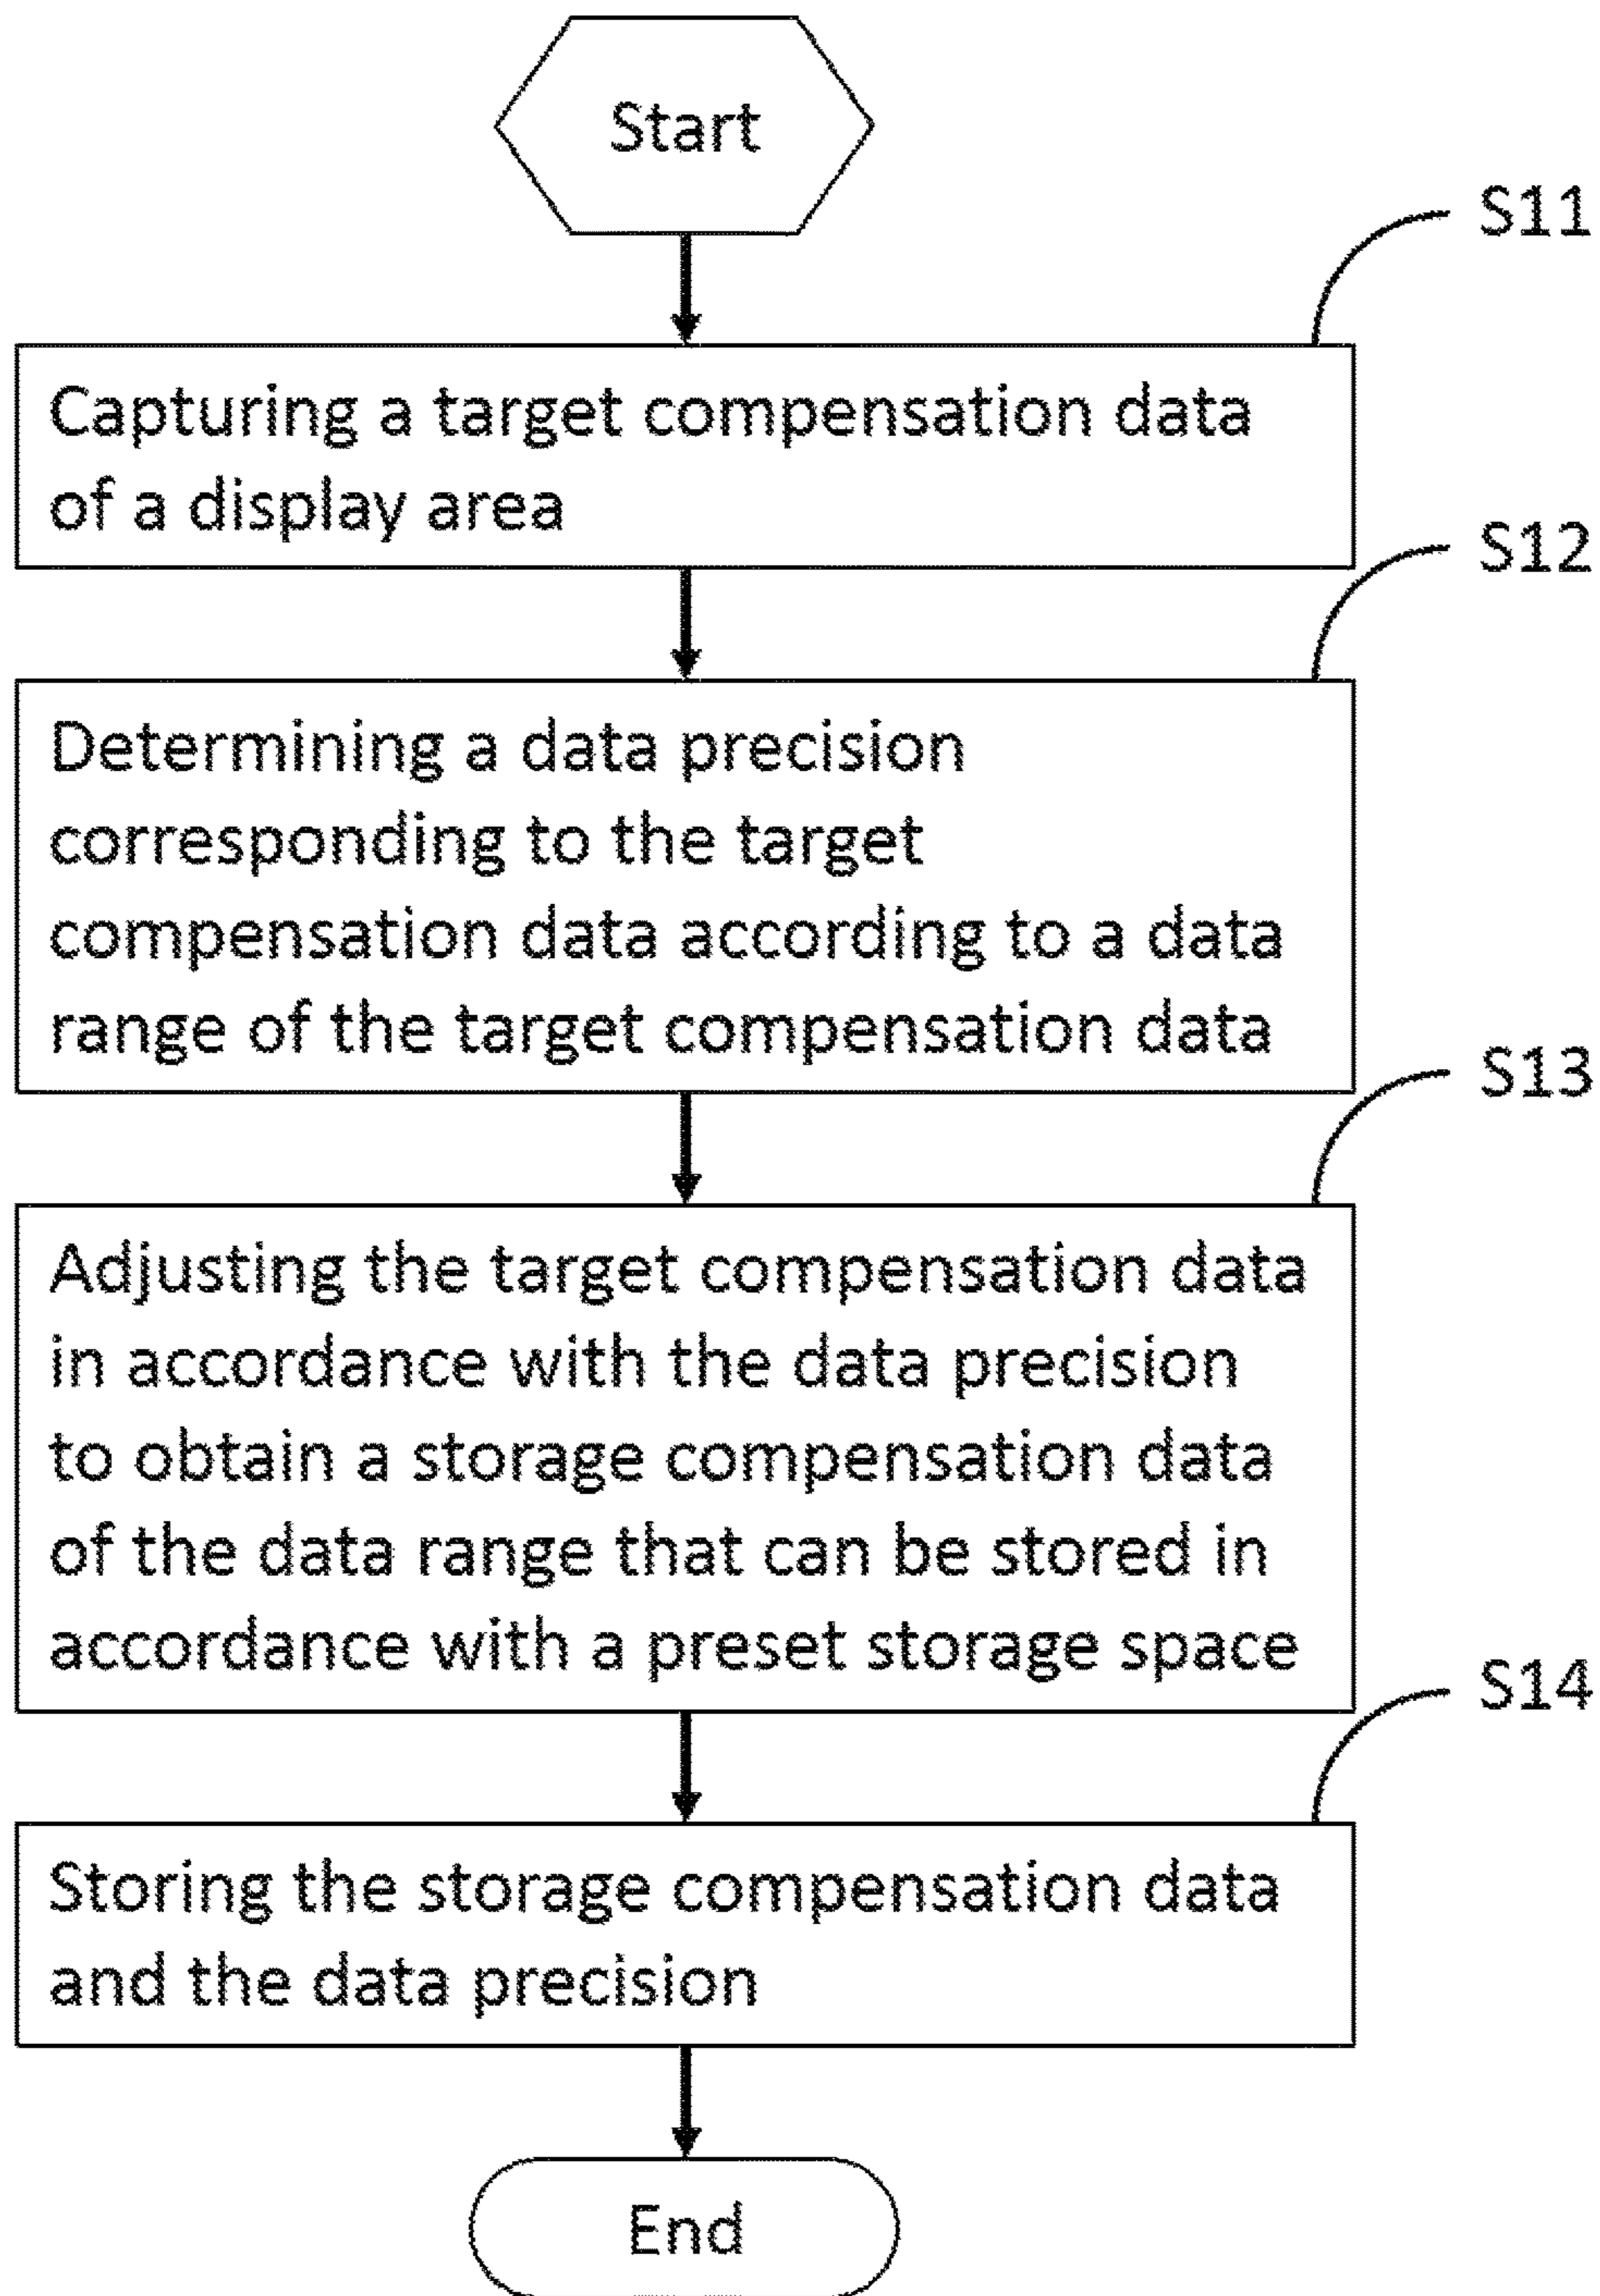 Start
S11
Capturing a target compensation data
of a display area
S12
Determining a data precision
corresponding to the target
compensation data according to a data
range of the target compensation data
S13
Adjusting the target compensation data
in accordance with the data precision
to obtain a storage compensation data
of the data range that can be stored in
accordance with a preset storage space
S14
Storing the storage compensation data
and the data precision
End